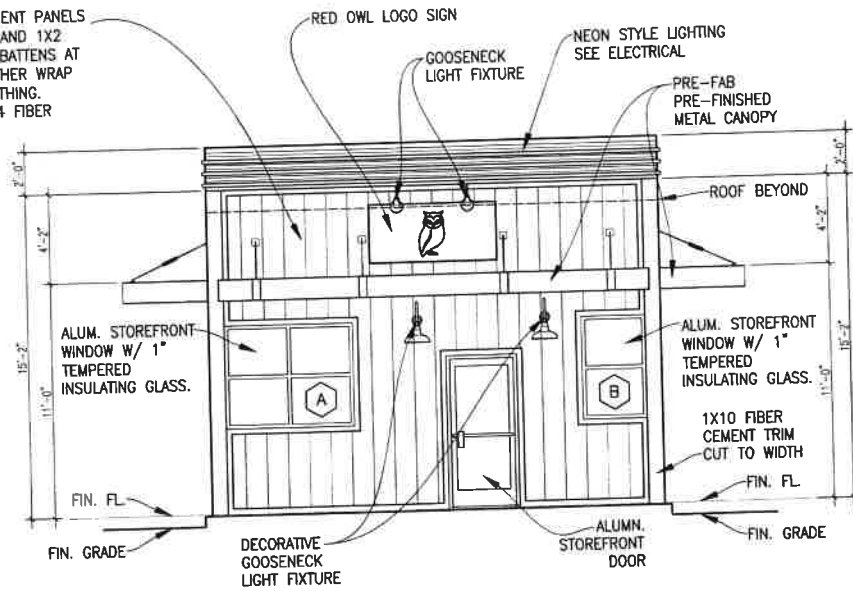 ENT PANELS
AND 1X2
BATTENS AT
HER WRAP
THING.
FIBER
RED OWL LOGO SIGN
GOOSENECK
LIGHT FIXTURE
NEON STYLE LIGHTING
SEE ELECTRICAL
PRE-FAB
PRE-FINISHED
METAL CANOPY
2'-0"
2'-0"
ROOF BEYOND
4'-2"
4'-2"
ALUM. STOREFRONT
WINDOW W/ 1"
TEMPERED
INSULATING GLASS.
ALUM. STOREFRONT
WINDOW W/ 1"
TEMPERED
INSULATING GLASS.
15'-2"
11'-0"
11'-0"
15'-2"
A
B
1X10 FIBER
CEMENT TRIM
CUT TO WIDTH
FIN. FL.
FIN. FL.
FIN. GRADE
FIN. GRADE
DECORATIVE
GOOSENECK
LIGHT FIXTURE
ALUMN.
STOREFRONT
DOOR